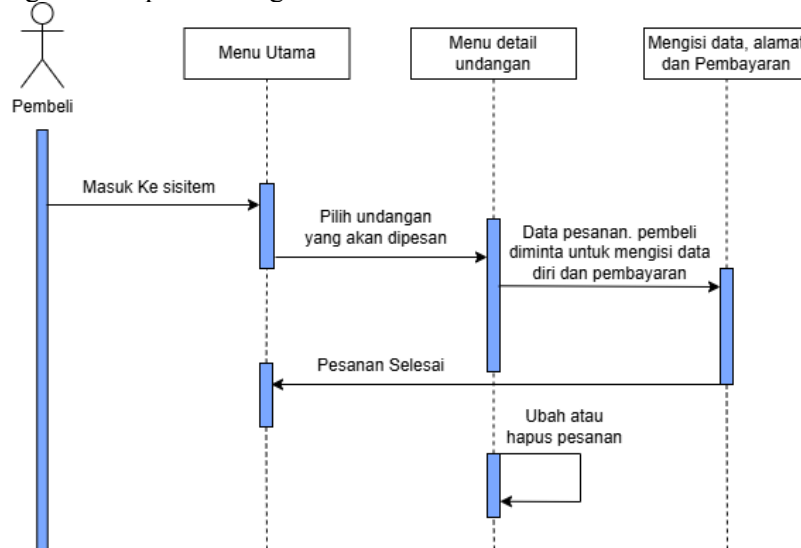 Menu Utama
Menu detail
undangan
Mengisi data, alamat
dan Pembayaran
Pembeli
Masuk Ke sisitem
Pilih undangan
yang akan dipesan
Data pesanan. pembeli
diminta untuk mengisi data
diri dan pembayaran
Pesanan Selesai
Ubah atau
hapus pesanan